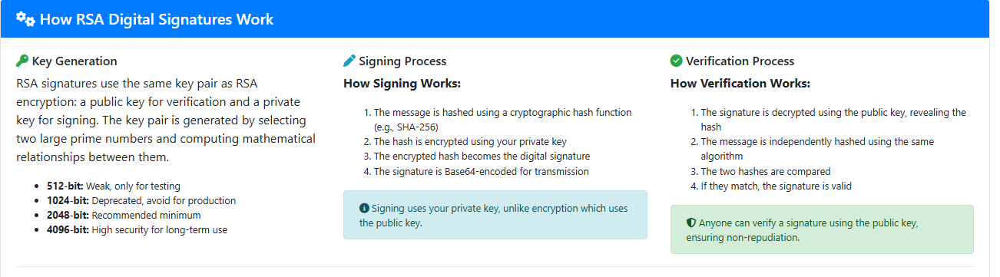 How RSA Digital Signatures Work
Key Generation
RSA signatures use the same key pair as RSA
encryption: a public key for verification and a private
key for signing. The key pair is generated by selecting
two large prime numbers and computing mathematical
relationships between them.
• 512-bit: Weak, only for testing
• 1024-bit: Deprecated, avoid for production
• 2048-bit: Recommended minimum
• 4096-bit: High security for long-term use
Signing Process
How Signing Works:
1. The message is hashed using a cryptographic hash function
(e.g., SHA-256)
2. The hash is encrypted using your private key
3. The encrypted hash becomes the digital signature
4. The signature is Base64-encoded for transmission
Signing uses your private key, unlike encryption which uses
the public key.
Verification Process
How Verification Works:
1. The signature is decrypted using the public key, revealing the
hash
2. The message is independently hashed using the same
algorithm
3. The two hashes are compared
4. If they match, the signature is valid
Anyone can verify a signature using the public key,
ensuring non-repudiation.